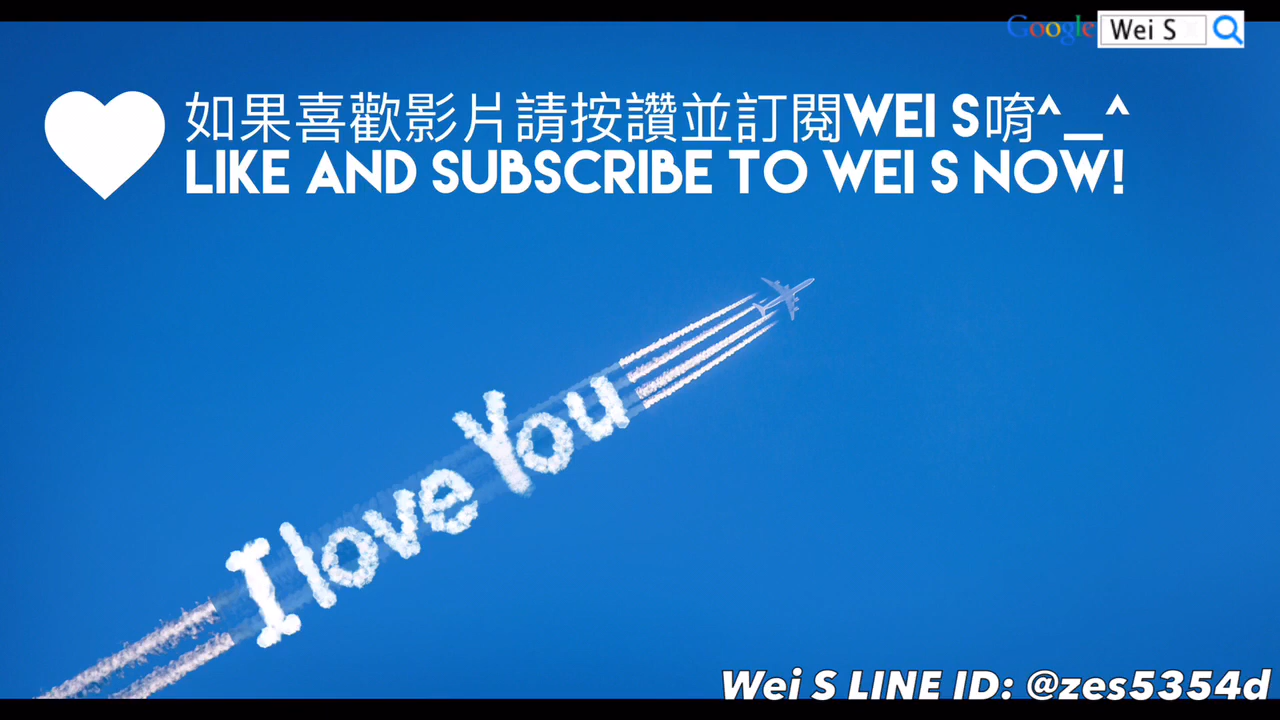 Google Wei S
如果喜歡影片請按讚並訂閱WEI S唷^_^
LIKE AND SUBSCRIBE TO WEI S NOW!
I love You
Wei S LINE ID: @zes5354d